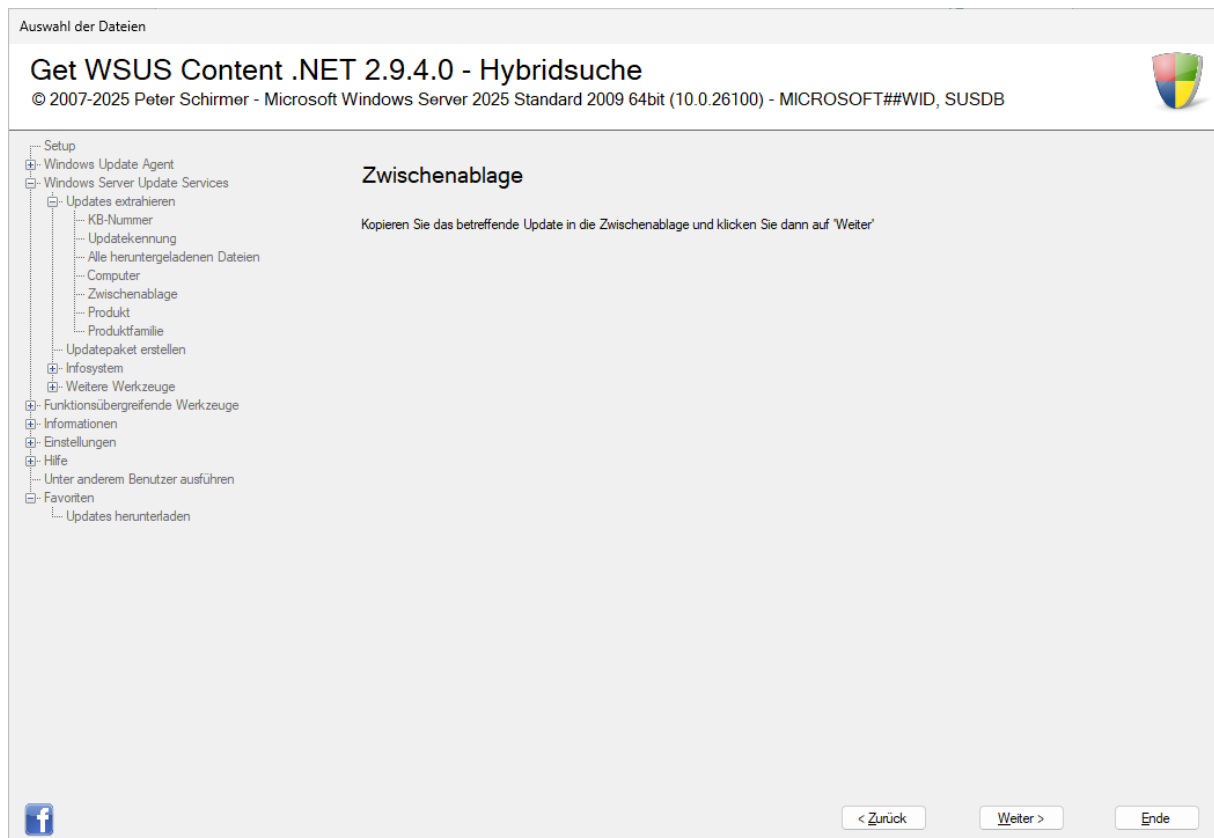 Auswahl der Dateien
Get WSUS Content .NET 2.9.4.0 - Hybridsuche
© 2007-2025 Peter Schirmer - Microsoft Windows Server 2025 Standard 2009 64bit (10.0.26100) - MICROSOFT##WID, SUSDB
Setup
Windows Update Agent
Windows Server Update Services
Updates extrahieren
KB-Nummer
Updatekennung
Alle heruntergeladenen Dateien
Computer
Zwischenablage
Produkt
Produktfamilie
Updatepaket erstellen
Infosystem
Weitere Werkzeuge
Funktionsübergreifende Werkzeuge
Informationen
Einstellungen
Hilfe
Unter anderem Benutzer ausführen
Favoriten
Updates herunterladen
Zwischenablage
Kopieren Sie das betreffende Update in die Zwischenablage und klicken Sie dann auf 'Weiter'
< Zurück
Weiter >
Ende